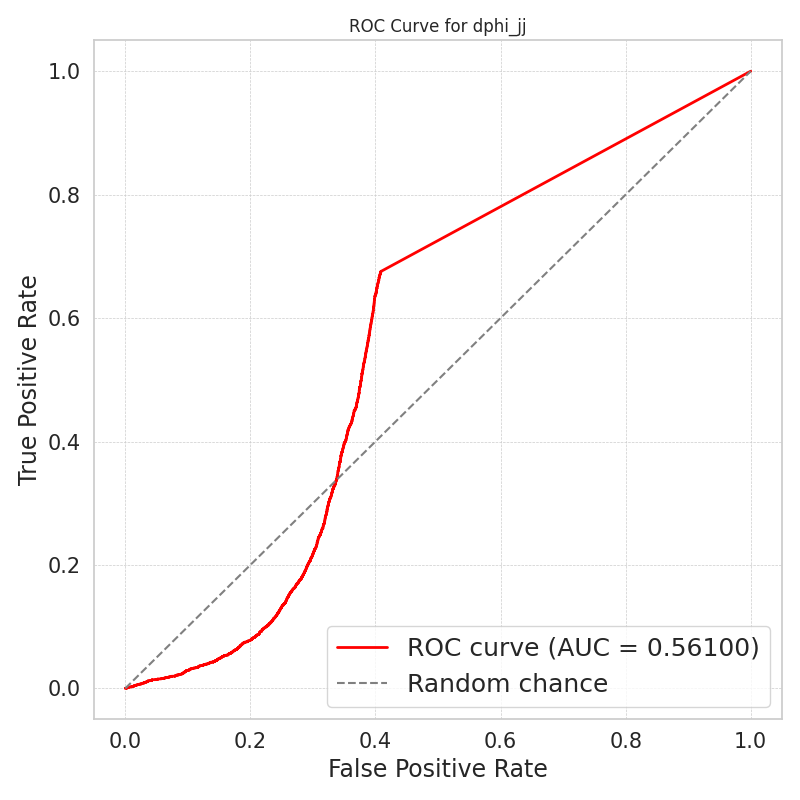 ROC Curve for dphi_jj
1.0
0.8
0.6
0.4
0.2
0.0
True Positive Rate
ROC curve (AUC = 0.56100)
Random chance
0.0 0.2 0.4 0.6 0.8 1.0
False Positive Rate